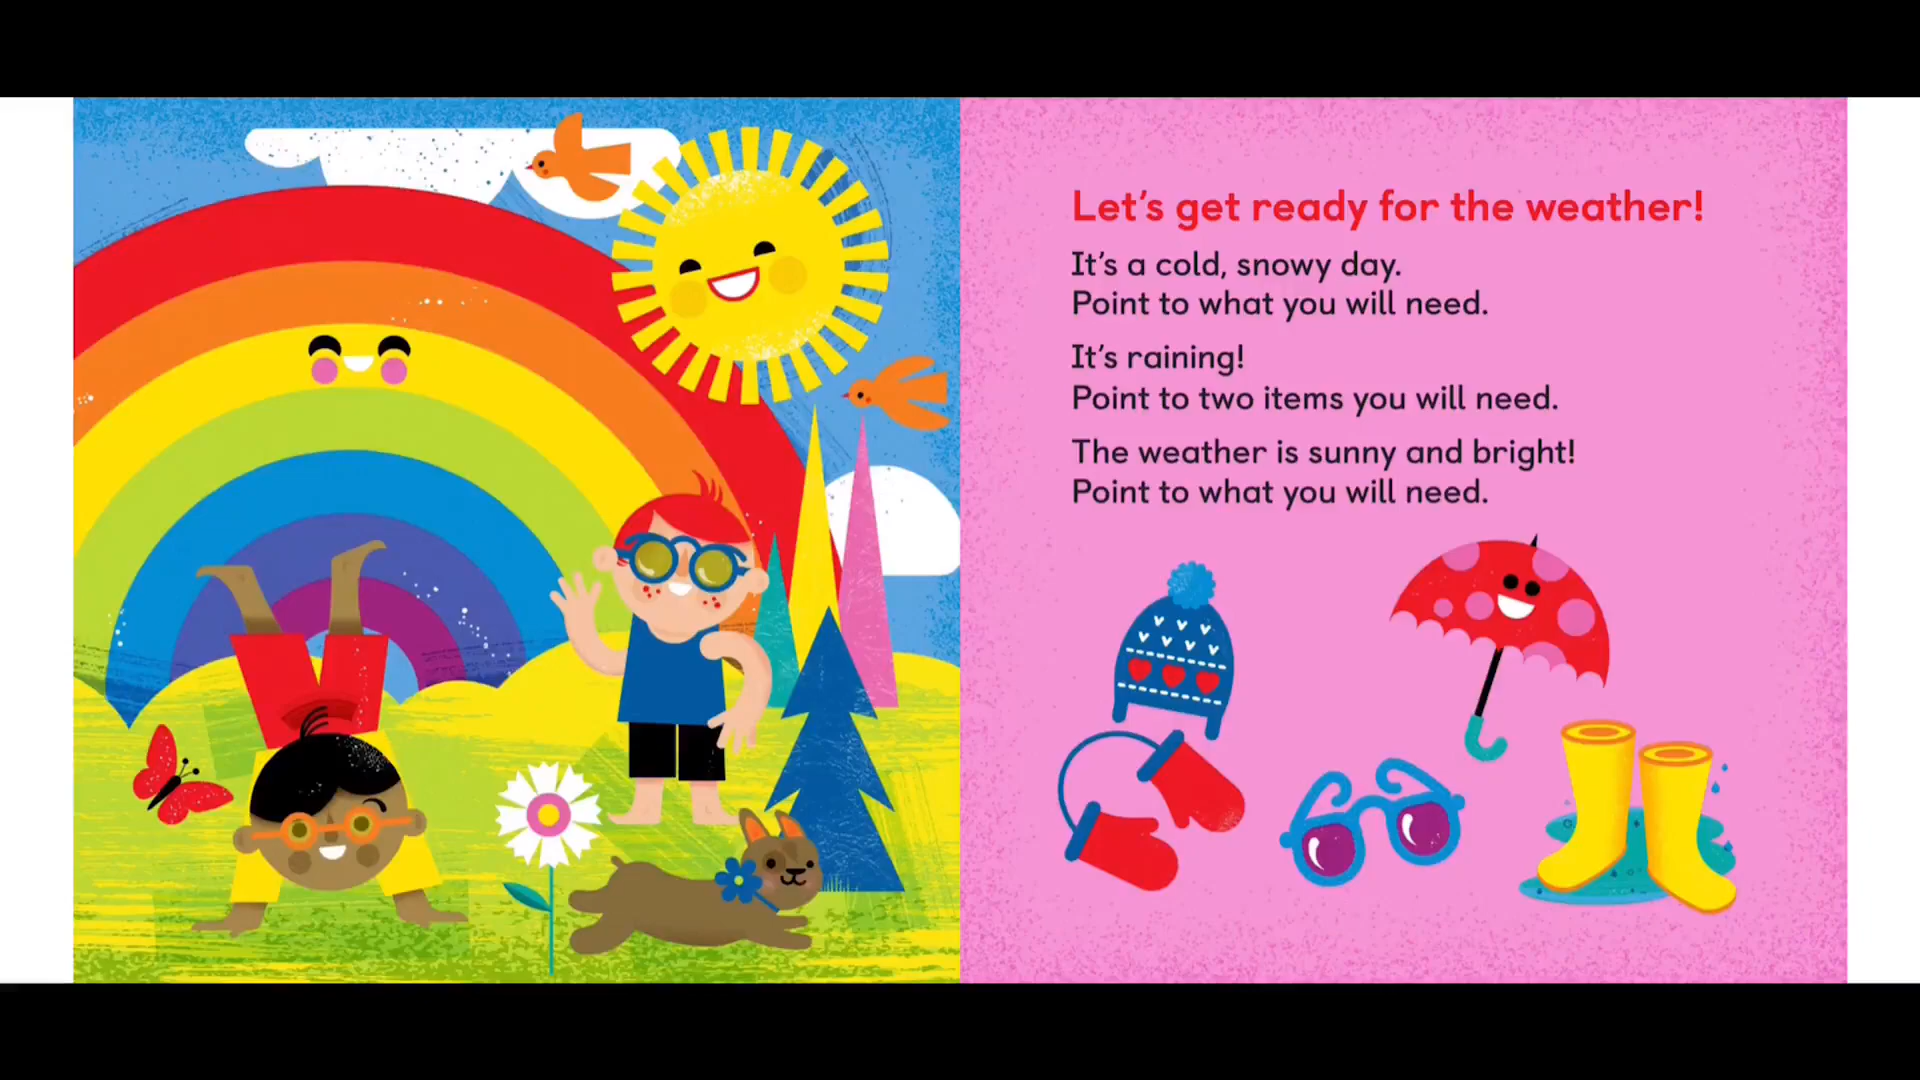 Let's get ready for the weather!
It's a cold, snowy day.
Point to what you will need.
It's raining!
Point to two items you will need.
The weather is sunny and bright!
Point to what you will need.